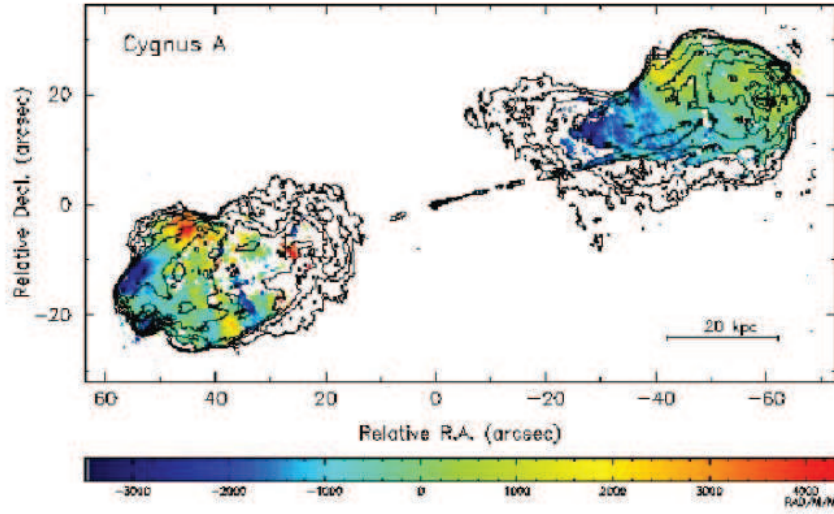 Cygnus A
Relative Decl. (arcsec)
20
0
−20
20 kpc
60 40 20 0 −20 −40 −60
Relative R.A. (arcsec)
−3000 −2000 −1000 0 1000 2000 3000 4000
RAD/M/M